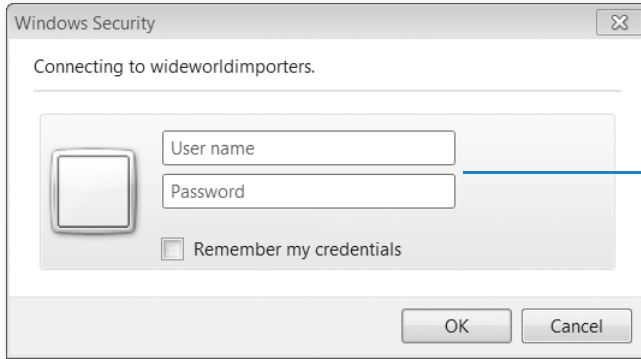 Windows Security
Connecting to wideworldimporters.
User name
Password
Remember my credentials
OK
Cancel